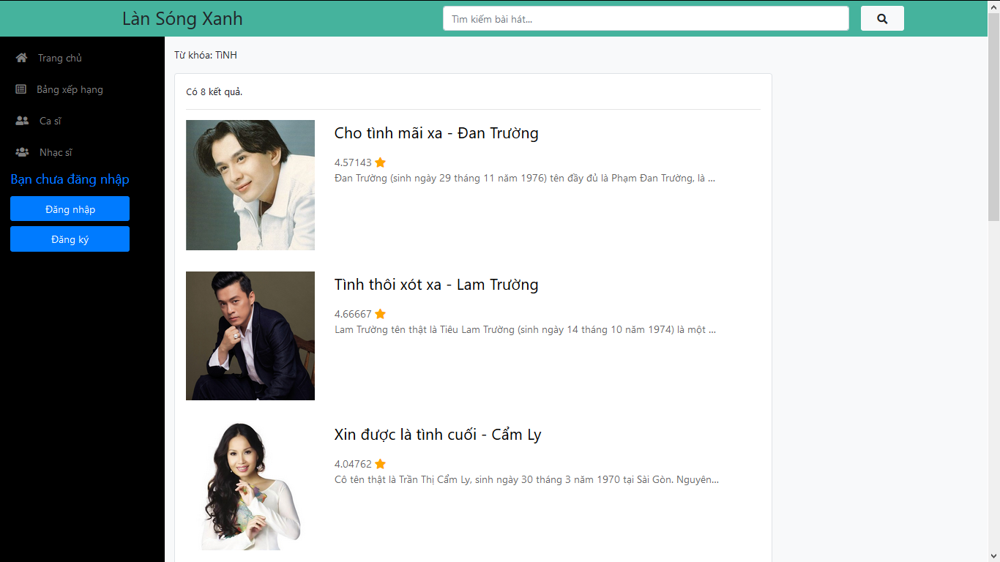 Làn Sóng Xanh
Tìm kiếm bài hát...
Trang chủ
Bảng xếp hạng
Ca sĩ
Nhạc sĩ
Bạn chưa đăng nhập
Đăng nhập
Đăng ký
Từ khóa: TìNH
Có 8 kết quả.
Cho tình mãi xa - Đan Trường
4.57143
Đan Trường (sinh ngày 29 tháng 11 năm 1976) tên đầy đủ là Phạm Đan Trường, là ...
Tình thôi xót xa - Lam Trường
4.66667
Lam Trường tên thật là Tiêu Lam Trường (sinh ngày 14 tháng 10 năm 1974) là một ...
Xin được là tình cuối - Cẩm Ly
4.04762
Cô tên thật là Trần Thị Cẩm Ly, sinh ngày 30 tháng 3 năm 1970 tại Sài Gòn. Nguyên...